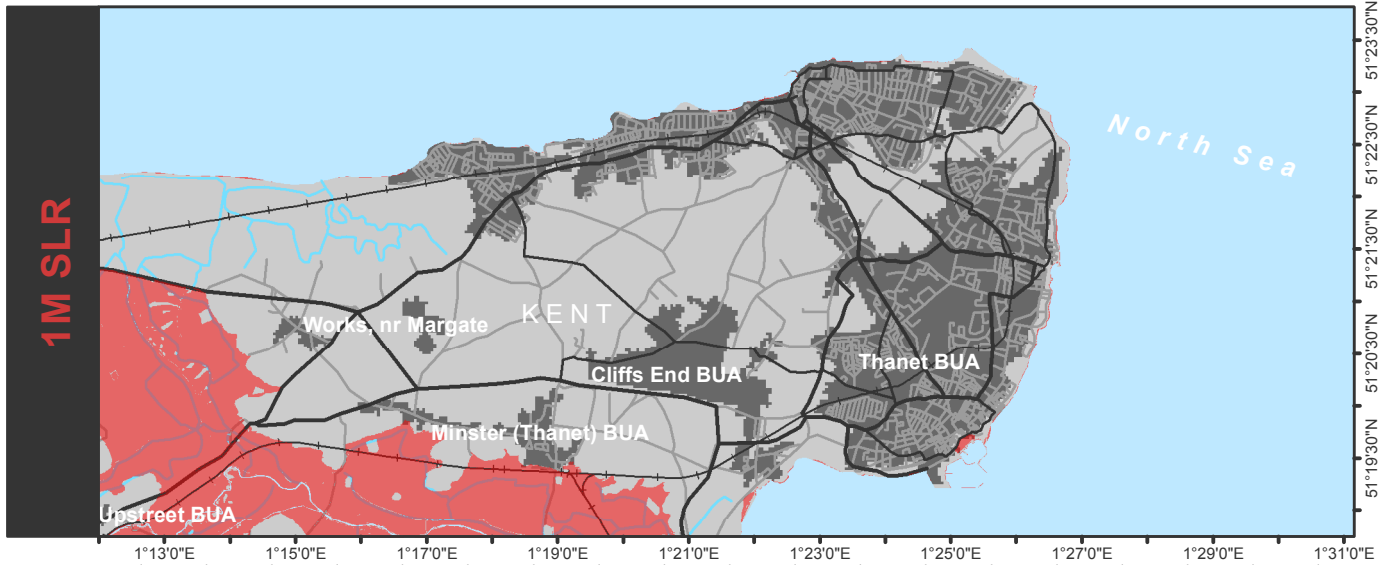 1M SLR
North Sea
KENT
Works, nr Margate
Thanet BUA
Cliffs End BUA
Minster (Thanet) BUA
Upstreet BUA
51°23'30"N
51°22'30"N
51°21'30"N
51°20'30"N
51°19'30"N
1°13'0"E
1°15'0"E
1°17'0"E
1°19'0"E
1°21'0"E
1°23'0"E
1°25'0"E
1°27'0"E
1°29'0"E
1°31'0"E